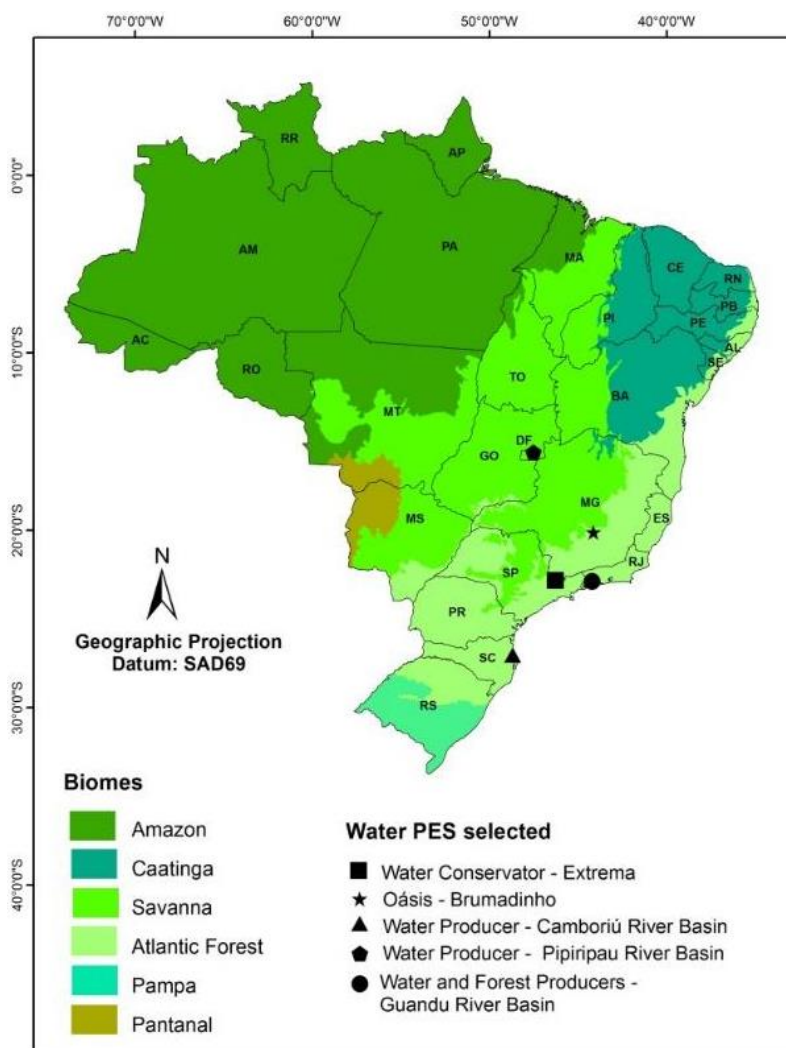 70°0'0"W 60°0'0"W 50°0'0"W 40°0'0"W
0°0'0"
10°0'0"S
20°0'0"S
30°0'0"S
40°0'0"S
RR
AP
AM
PA
MA
CE
RN
PB
PI
PE
AC
AL
SE
RO
TO
BA
MT
DF
GO
MG
MS
ES
RJ
SP
PR
SC
RS
N
Geographic Projection
Datum: SAD69
Biomes
Amazon
Caatinga
Savanna
Atlantic Forest
Pampa
Pantanal
Water PES selected
Water Conservator - Extrema
Oásis - Brumadinho
Water Producer - Camboriú River Basin
Water Producer - Pipiripau River Basin
Water and Forest Producers -
Guandu River Basin